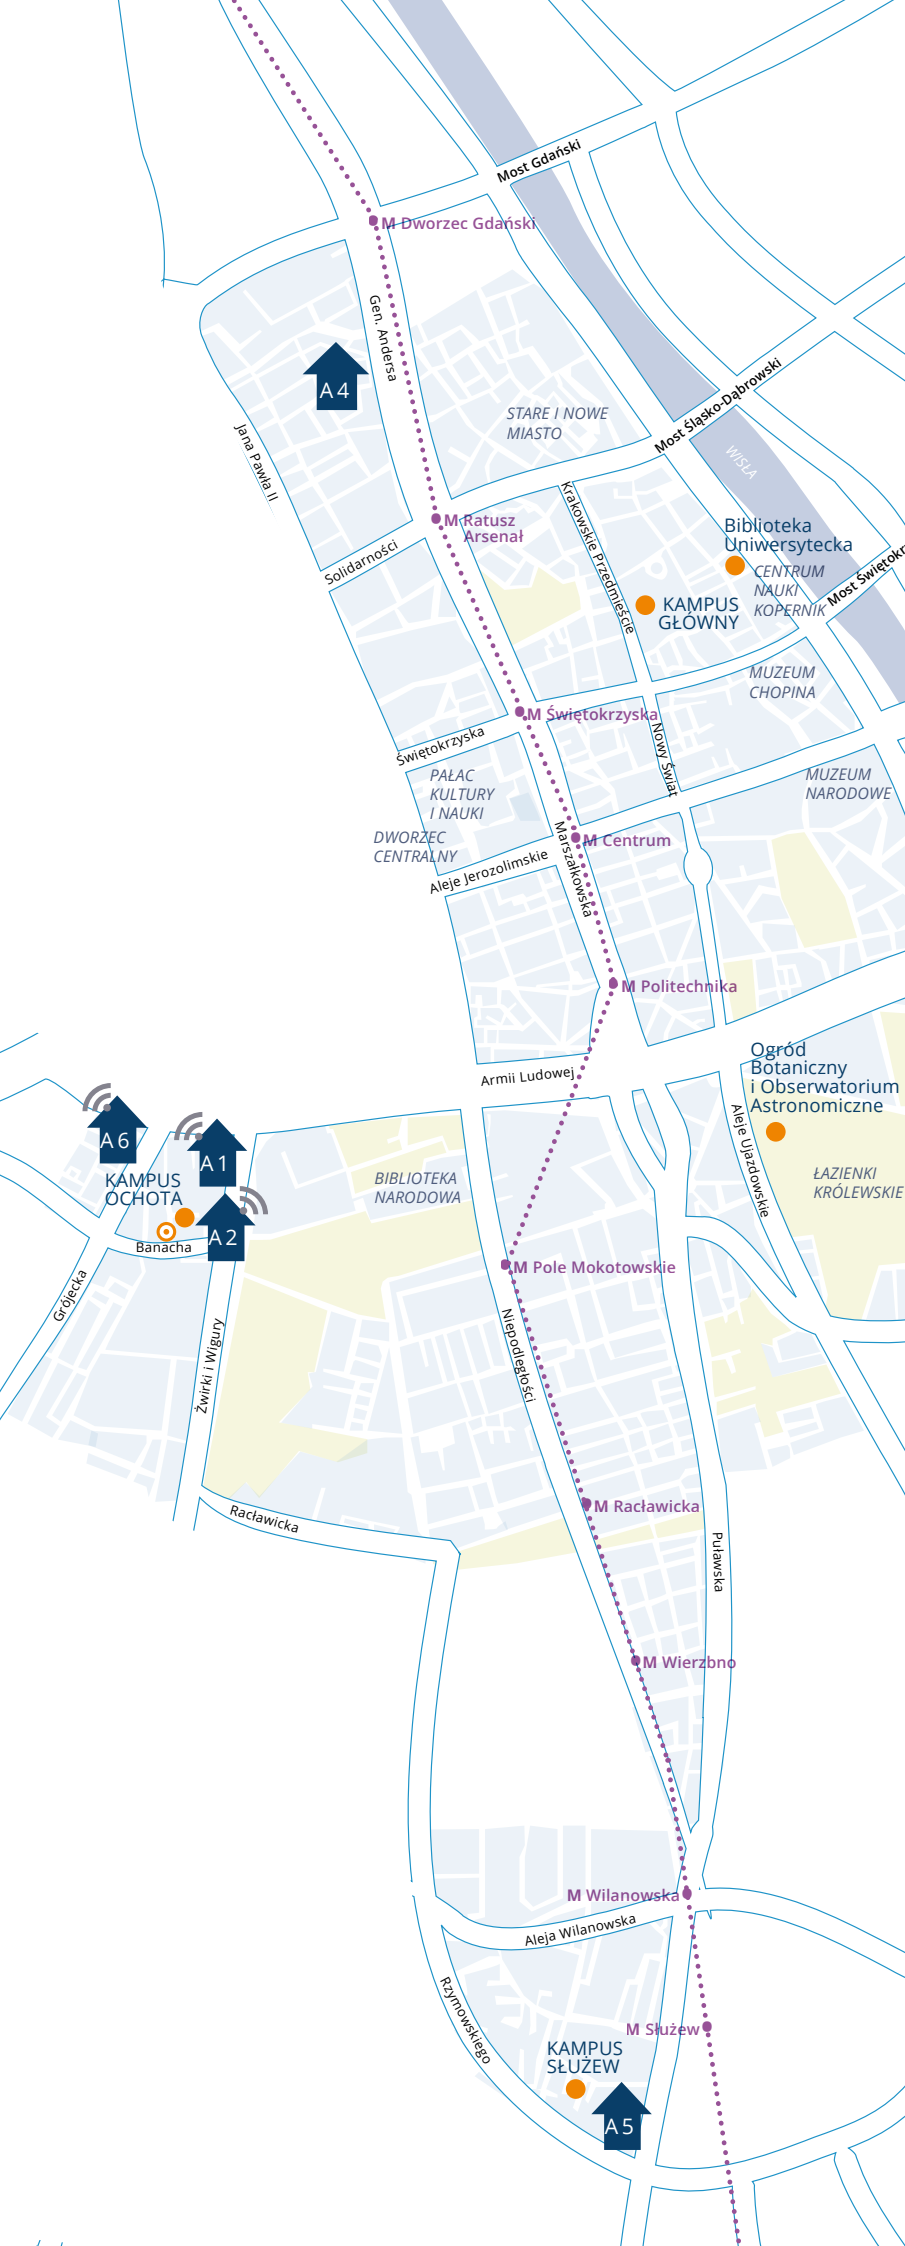 Most Gdański
M Dworzec Gdański
Gen. Andersa
A 4
STARE I NOWE
MIASTO
Most Śląsko-Dąbrowski
Jana Pawła II
WISŁA
Krakowskie Przedmieście
M Ratusz
Arsenał
Biblioteka
Uniwersytecka
Solidarności
CENTRUM
NAUKI
KOPERNIK
Most Świętokr
KAMPUS
GŁÓWNY
MUZEUM
CHOPINA
M Świętokrzyska
Świętokrzyska
Nowy Świat
PAŁAC
KULTURY
I NAUKI
MUZEUM
NARODOWE
DWORZEC
CENTRALNY
M Centrum
Marszałkowska
Aleje Jerozolimskie
M Politechnika
Ogród
Botaniczny
i Obserwatorium
Astronomiczne
Armii Ludowej
Aleje Ujazdowskie
A 6
A 1
KAMPUS
OCHOTA
BIBLIOTEKA
NARODOWA
ŁAZIENKI
KRÓLEWSKIE
A 2
Banacha
M Pole Mokotowskie
Grójecka
Żwirki i Wigury
Niepodległości
M Racławicka
Racławicka
Puławska
M Wierzbno
M Wilanowska
Aleja Wilanowska
Rzymowskiego
M Służew
KAMPUS
SŁUŻEW
A 5